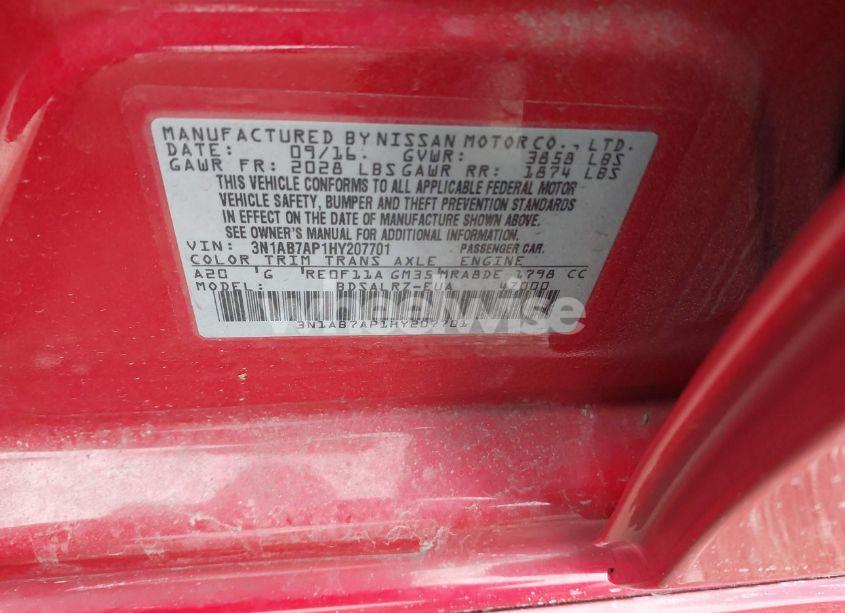 MANUFACTURED BY NISSAN MOTOR CO., LTD.
DATE: 09/16. GVWR: 3858 LBS
GAWR FR: 2028 LBS GAWR RR: 1874 LBS
THIS VEHICLE CONFORMS TO ALL APPLICABLE FEDERAL MOTOR
VEHICLE SAFETY, BUMPER AND THEFT PREVENTION STANDARDS
IN EFFECT ON THE DATE OF MANUFACTURE SHOWN ABOVE.
SEE OWNER'S MANUAL FOR ADDITIONAL INFORMATION.
VIN: 3N1AB7AP1HY207701 PASSENGER CAR.
COLOR TRIM TRANS AXLE ENGINE
A20 G RE0F11A GM35 MRA8DE 1798 CC
MODEL: BDSALRZ-EUA 47000
3N1AB7AP1HY207701
wheelwise